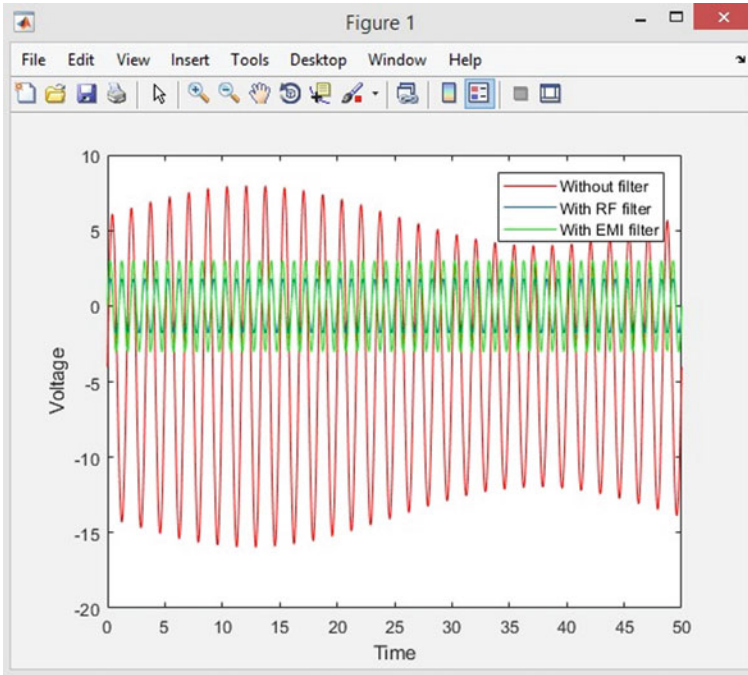 Figure 1
File Edit View Insert Tools Desktop Window Help
Without filter
With RF filter
With EMI filter
10
5
0
-5
-10
-15
-20
Voltage
0 5 10 15 20 25 30 35 40 45 50
Time